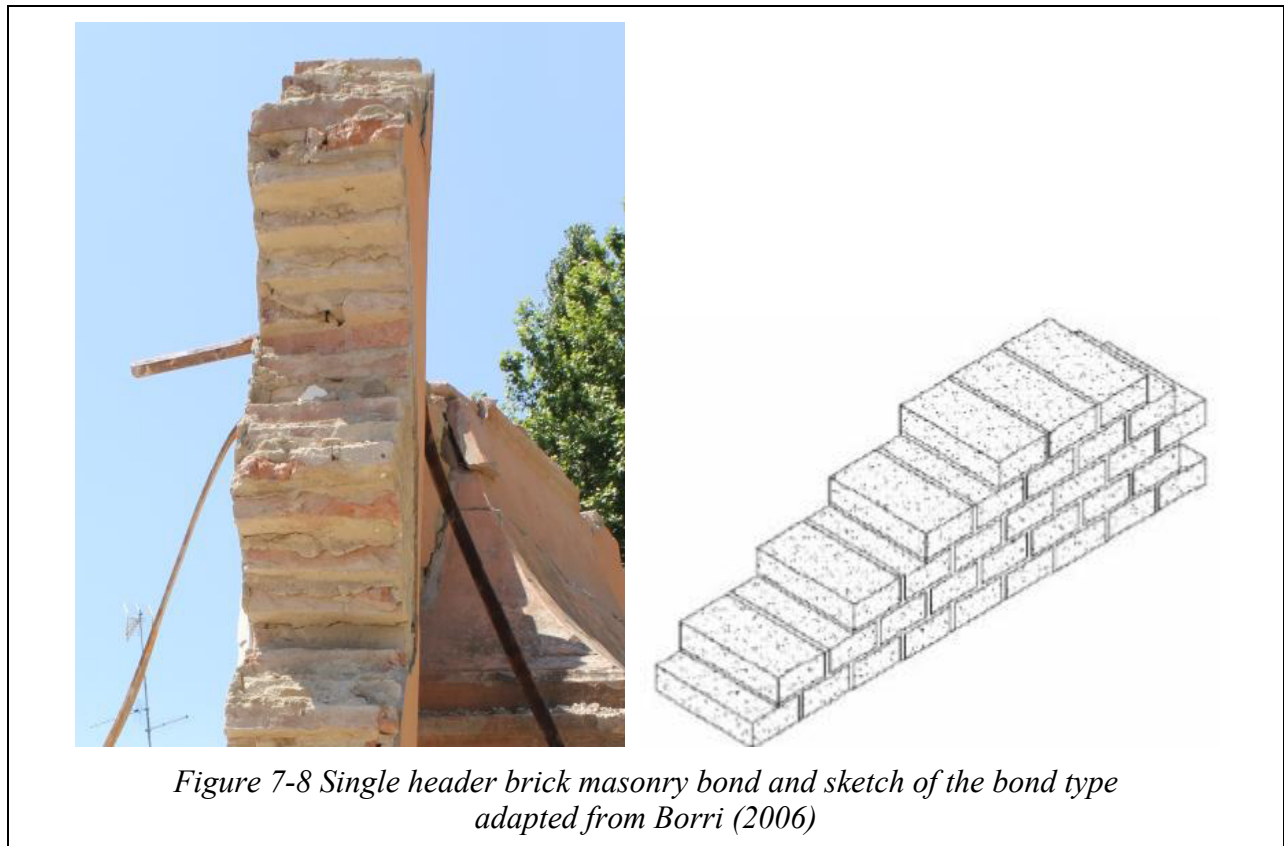 Figure 7-8 Single header brick masonry bond and sketch of the bond type
adapted from Borri (2006)